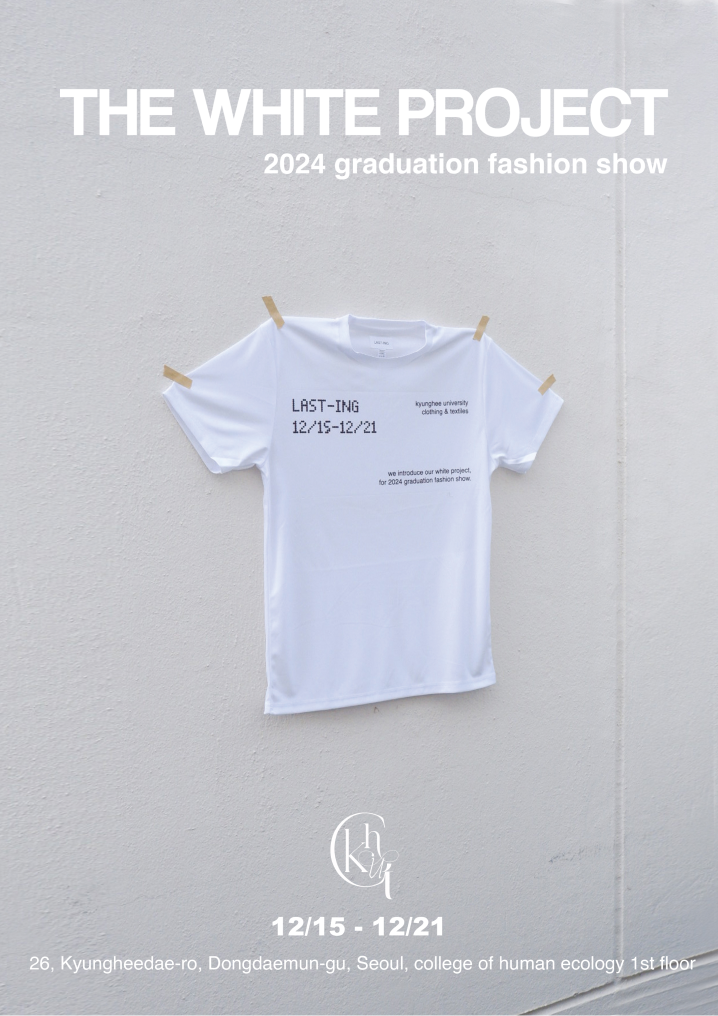 THE WHITE PROJECT
2024 graduation fashion show
LAST-ING
12/15-12/21
kyunghee university
clothing & textiles
we introduce our white project,
for 2024 graduation fashion show.
12/15 - 12/21
26, Kyungheedae-ro, Dongdaemun-gu, Seoul, college of human ecology 1st floor